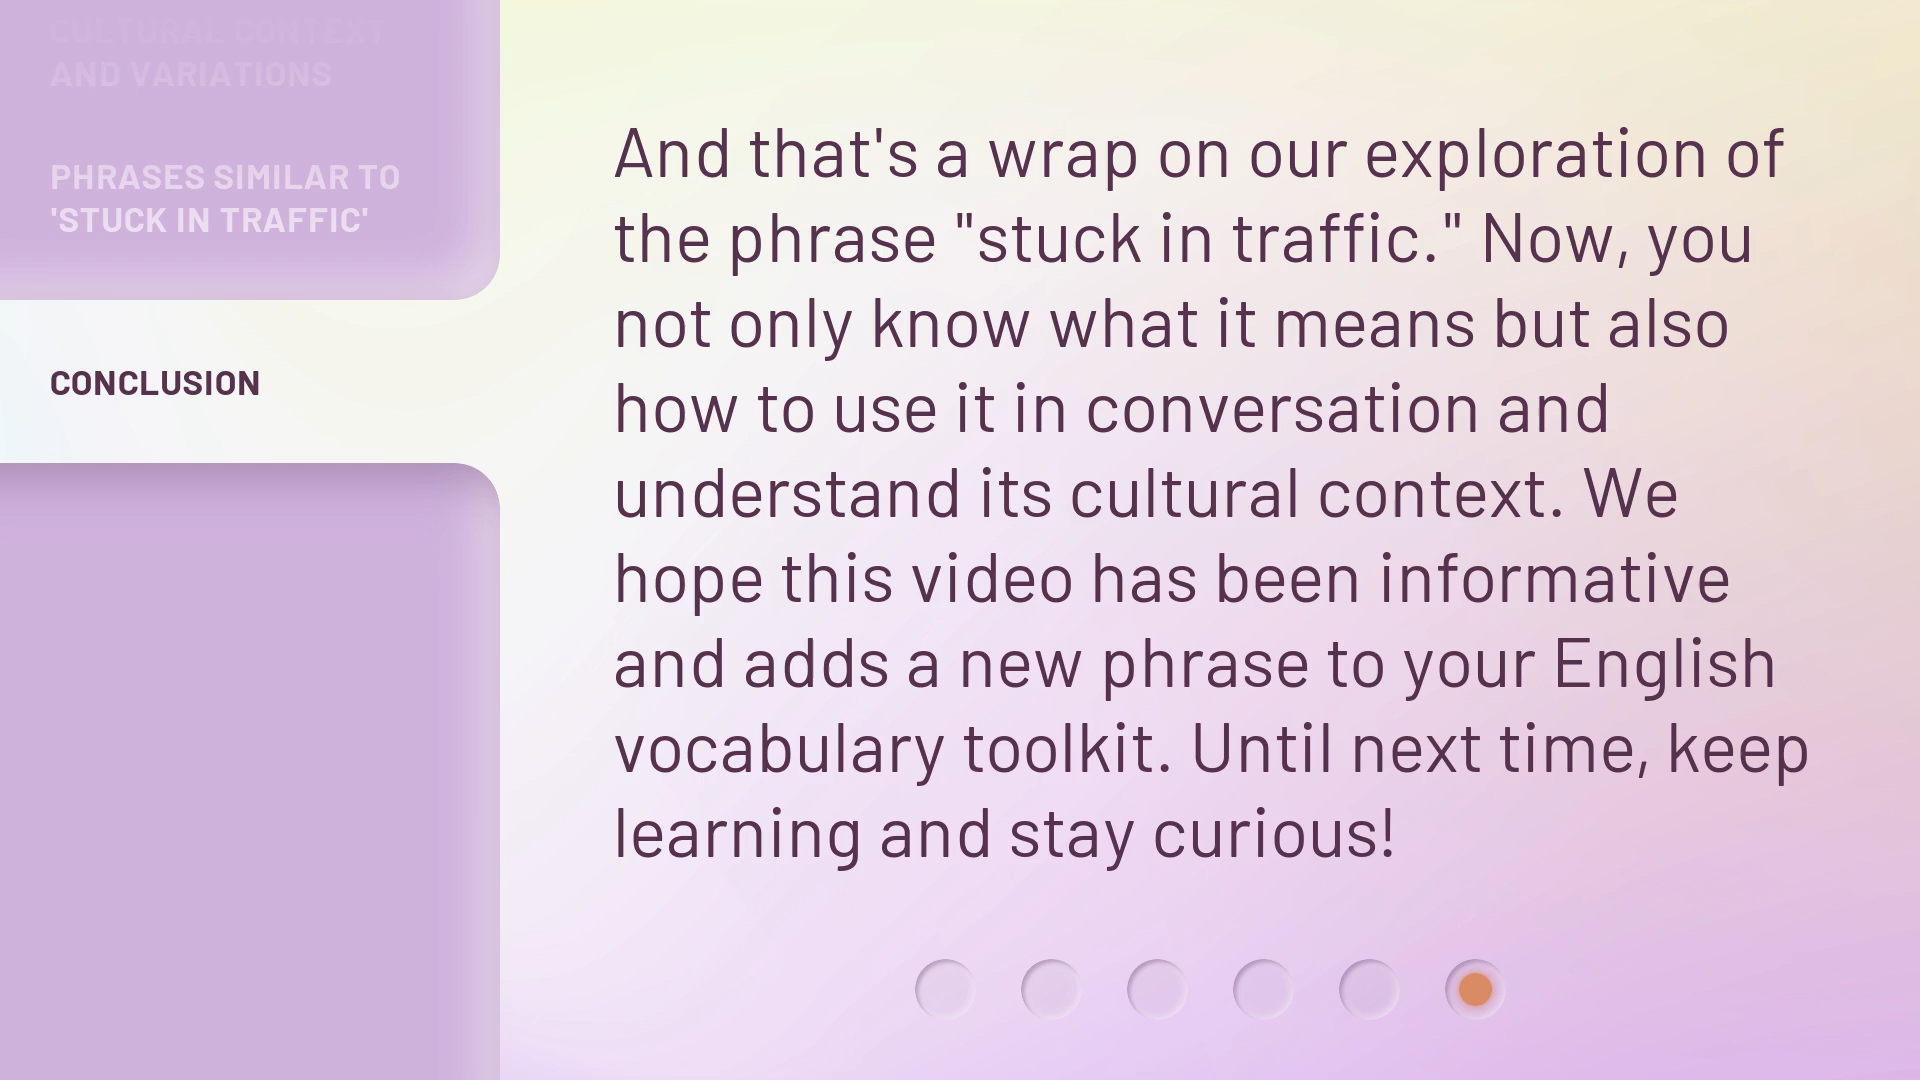 CULTURAL CONTEXT
AND VARIATIONS
PHRASES SIMILAR TO
'STUCK IN TRAFFIC'
CONCLUSION
And that's a wrap on our exploration of
the phrase "stuck in traffic." Now, you
not only know what it means but also
how to use it in conversation and
understand its cultural context. We
hope this video has been informative
and adds a new phrase to your English
vocabulary toolkit. Until next time, keep
learning and stay curious!